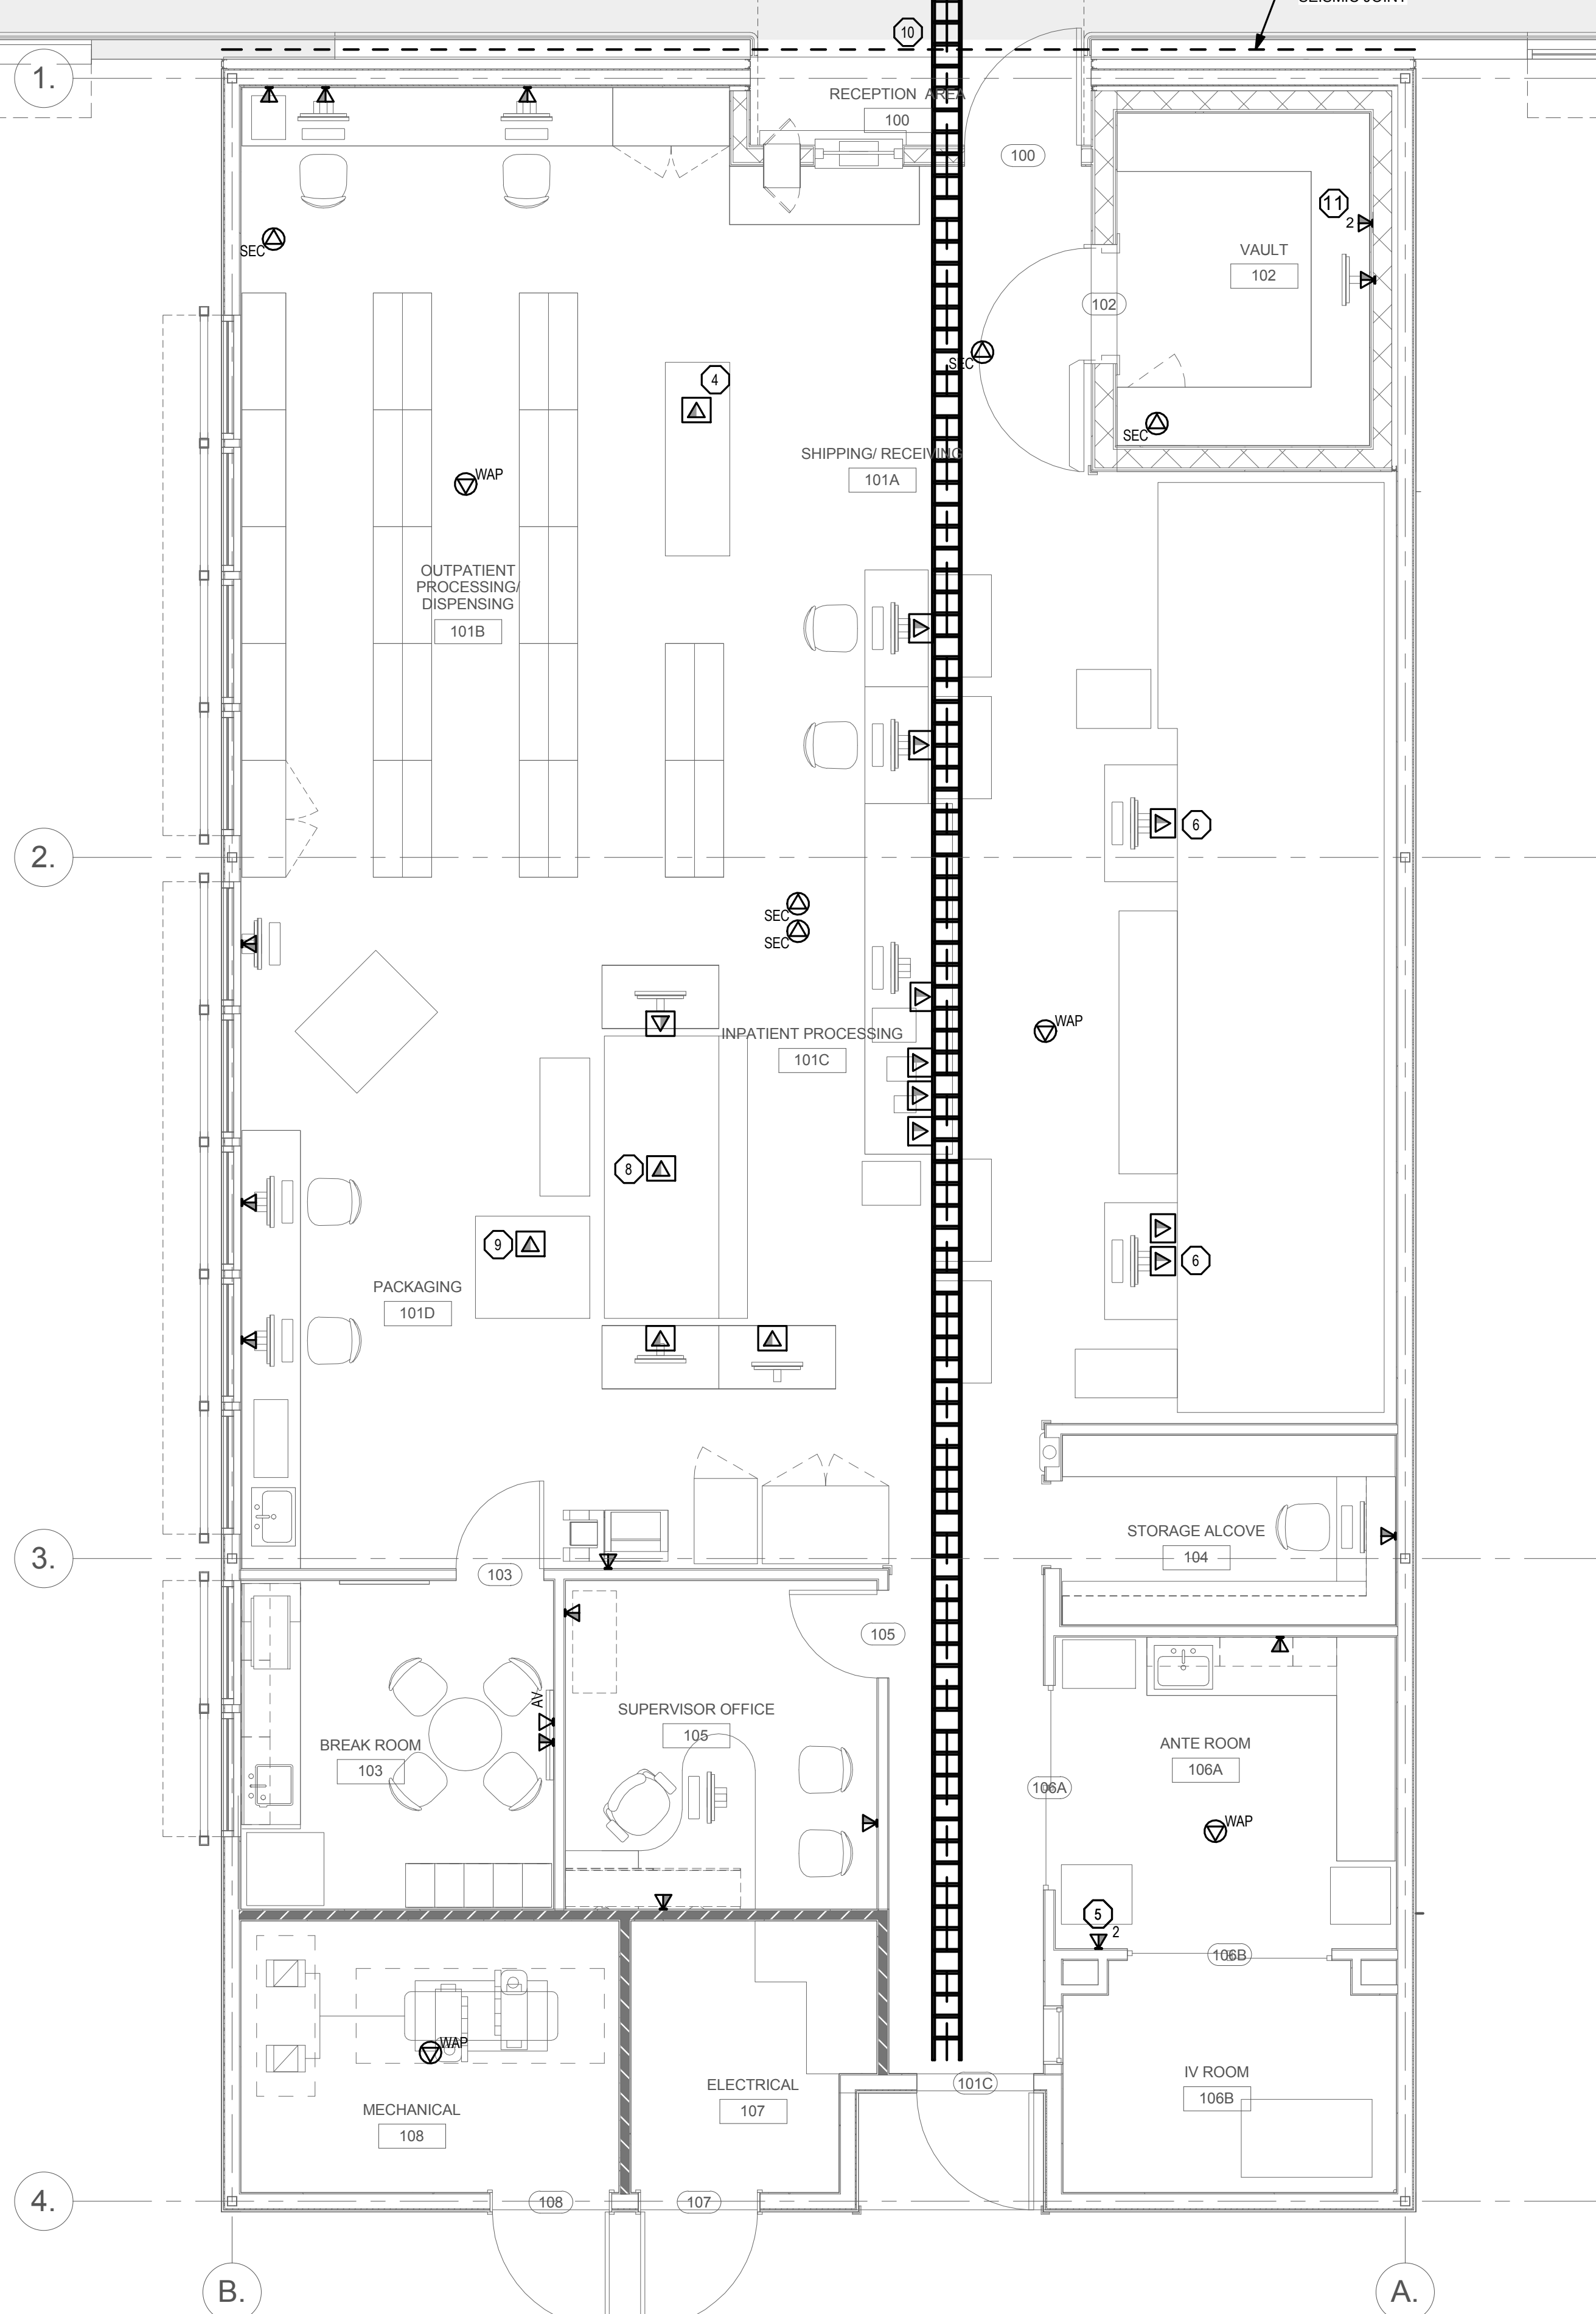 SEISMIC JOINT
10
1.
RECEPTION AREA
100
100
11
2
VAULT
102
SEC
102
SEC
4
SEC
SHIPPING/ RECEIVING
101A
WAP
OUTPATIENT
PROCESSING/
DISPENSING
101B
6
2.
SEC
SEC
WAP
INPATIENT PROCESSING
101C
8
9
6
PACKAGING
101D
STORAGE ALCOVE
104
3.
103
105
AV
SUPERVISOR OFFICE
105
BREAK ROOM
103
ANTE ROOM
106A
106A
WAP
5
2
106B
WAP
IV ROOM
106B
101C
ELECTRICAL
107
MECHANICAL
108
4.
108
107
B.
A.